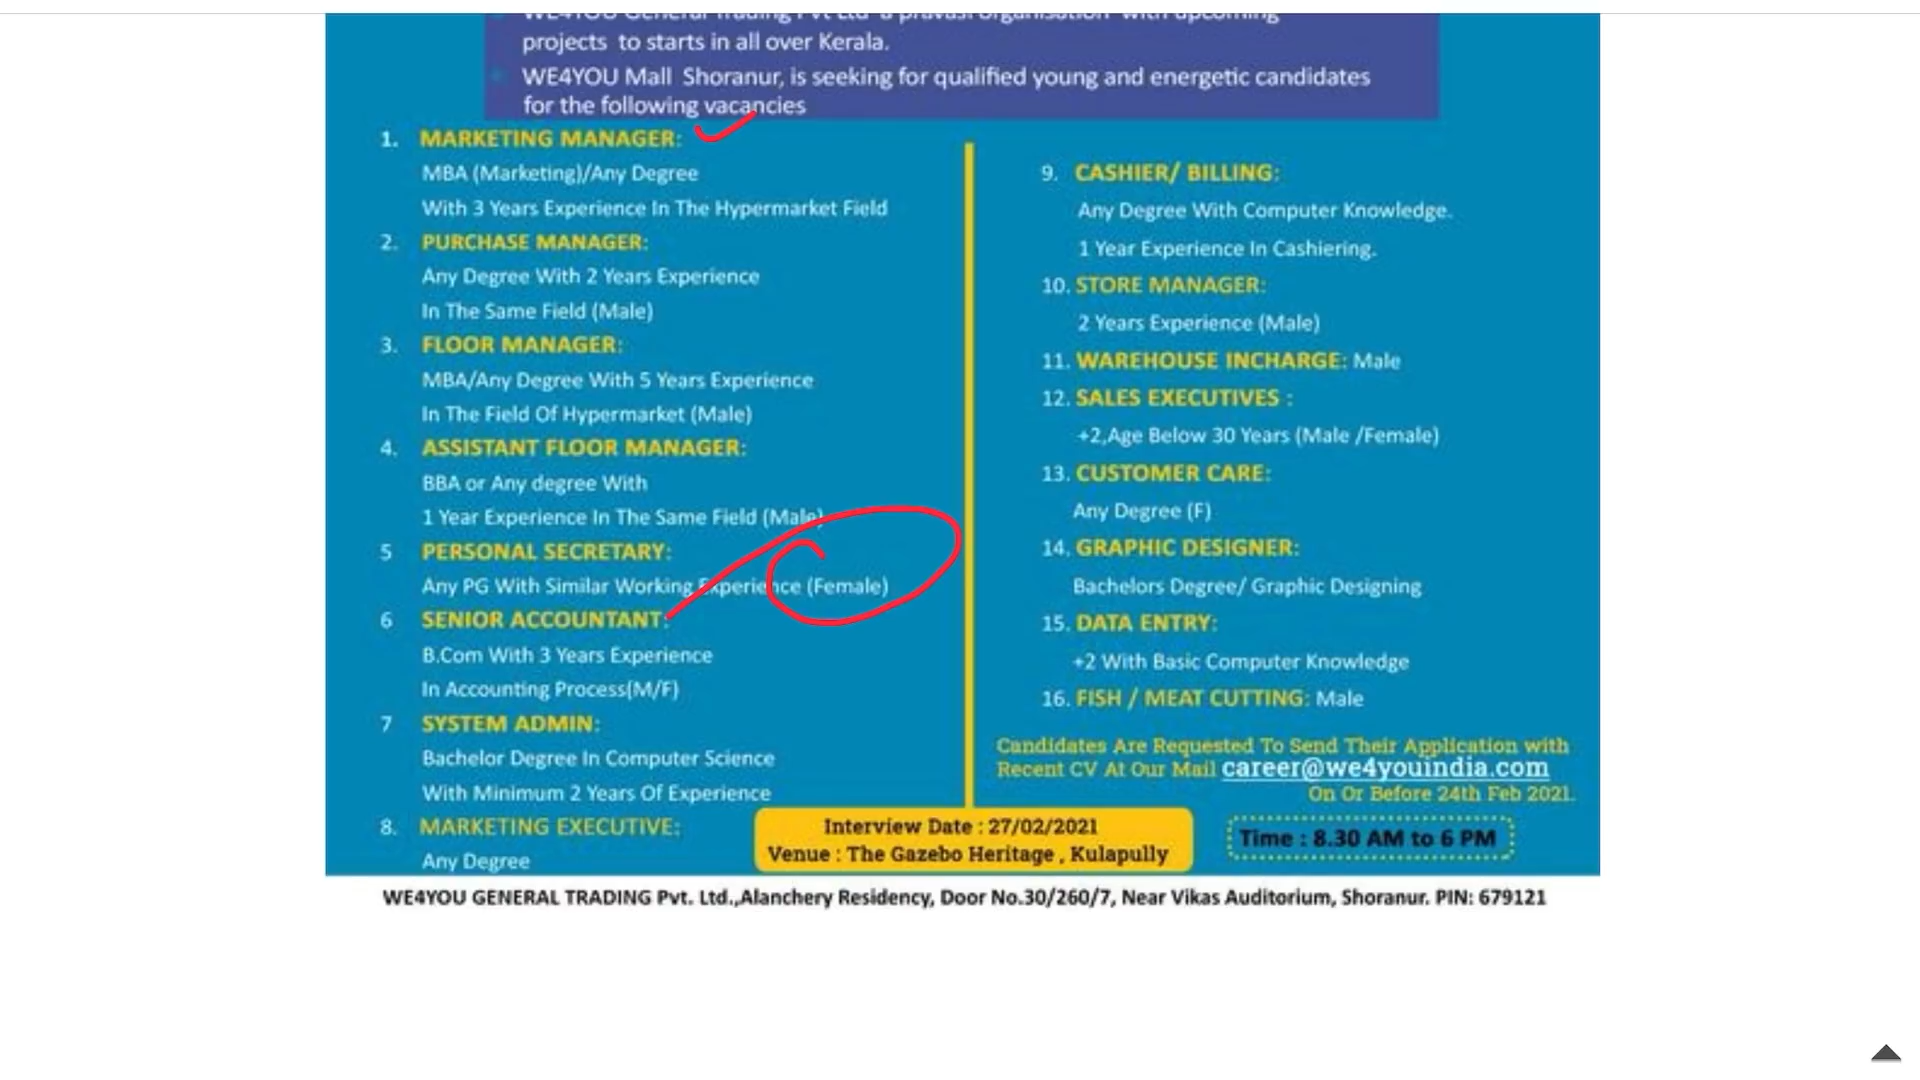 WE4YOU General Trading Pvt Ltd a pravasi organisation with upcoming
projects to starts in all over Kerala.
WE4YOU Mall Shoranur, is seeking for qualified young and energetic candidates
for the following vacancies
1. MARKETING MANAGER:
MBA (Marketing)/Any Degree
With 3 Years Experience In The Hypermarket Field
2. PURCHASE MANAGER:
Any Degree With 2 Years Experience
In The Same Field (Male)
3. FLOOR MANAGER:
MBA/Any Degree With 5 Years Experience
In The Field Of Hypermarket (Male)
4. ASSISTANT FLOOR MANAGER:
BBA or Any degree With
1 Year Experience In The Same Field (Male)
5 PERSONAL SECRETARY:
Any PG With Similar Working Experience (Female)
6 SENIOR ACCOUNTANT:
B.Com With 3 Years Experience
In Accounting Process(M/F)
7 SYSTEM ADMIN:
Bachelor Degree In Computer Science
With Minimum 2 Years Of Experience
8. MARKETING EXECUTIVE:
Any Degree
9. CASHIER/ BILLING:
Any Degree With Computer Knowledge.
1 Year Experience In Cashiering.
10. STORE MANAGER:
2 Years Experience (Male)
11. WAREHOUSE INCHARGE: Male
12. SALES EXECUTIVES :
+2,Age Below 30 Years (Male /Female)
13. CUSTOMER CARE:
Any Degree (F)
14. GRAPHIC DESIGNER:
Bachelors Degree/ Graphic Designing
15. DATA ENTRY:
+2 With Basic Computer Knowledge
16. FISH / MEAT CUTTING: Male
Candidates Are Requested To Send Their Application with
Recent CV At Our Mail career@we4youindia.com
On Or Before 24th Feb 2021.
Interview Date : 27/02/2021
Venue : The Gazebo Heritage , Kulapully
Time : 8.30 AM to 6 PM
WE4YOU GENERAL TRADING Pvt. Ltd.,Alanchery Residency, Door No.30/260/7, Near Vikas Auditorium, Shoranur. PIN: 679121